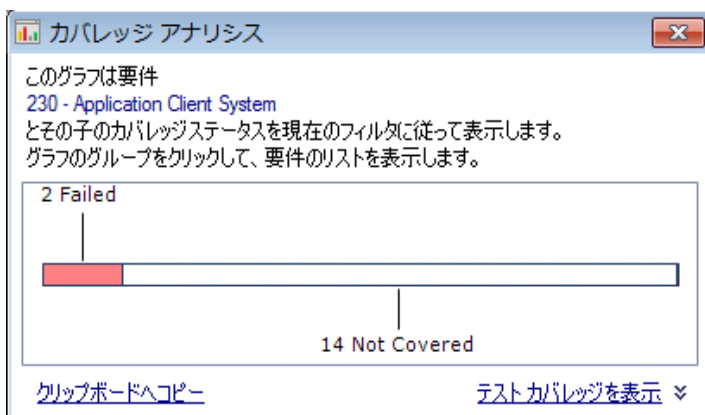 カバレッジ アナリシス
このグラフは要件
230 - Application Client System
とその子のカバレッジステータスを現在のフィルタに従って表示します。
グラフのグループをクリックして、要件のリストを表示します。
2 Failed
14 Not Covered
クリップボードへコピー
テスト カバレッジを表示